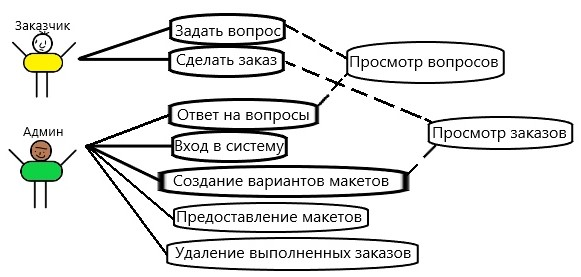 Заказчик
Задать вопрос
Сделать заказ
Просмотр вопросов
Админ
Ответ на вопросы
Просмотр заказов
Вход в систему
Создание вариантов макетов
Предоставление макетов
Удаление выполненных заказов